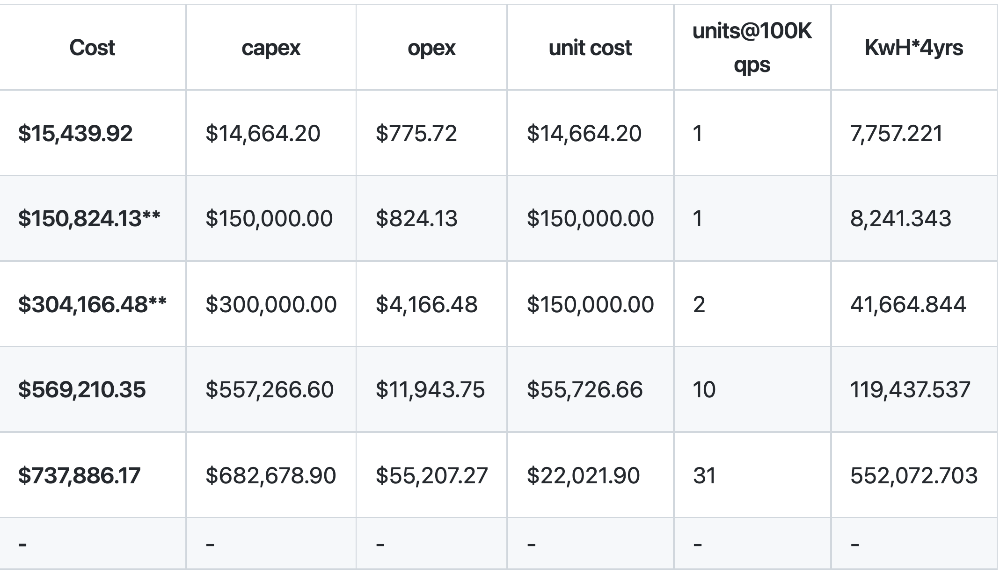 Cost capex opex unit cost units@100K qps KwH*4yrs
$15,439.92 $14,664.20 $775.72 $14,664.20 1 7,757.221
$150,824.13** $150,000.00 $824.13 $150,000.00 1 8,241.343
$304,166.48** $300,000.00 $4,166.48 $150,000.00 2 41,664.844
$569,210.35 $557,266.60 $11,943.75 $55,726.66 10 119,437.537
$737,886.17 $682,678.90 $55,207.27 $22,021.90 31 552,072.703
- - - - - -